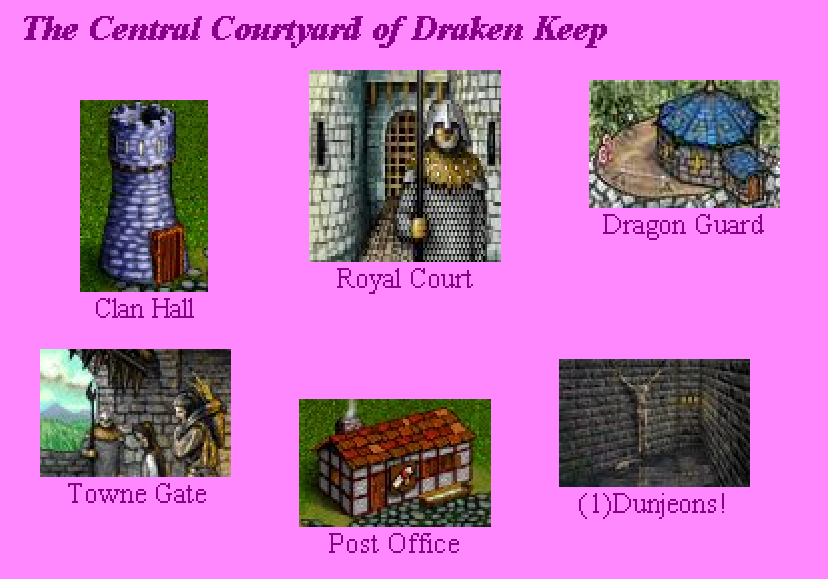 The Central Courtyard of Draken Keep
Clan Hall
Royal Court
Dragon Guard
Towne Gate
Post Office
(1)Dunjeons!